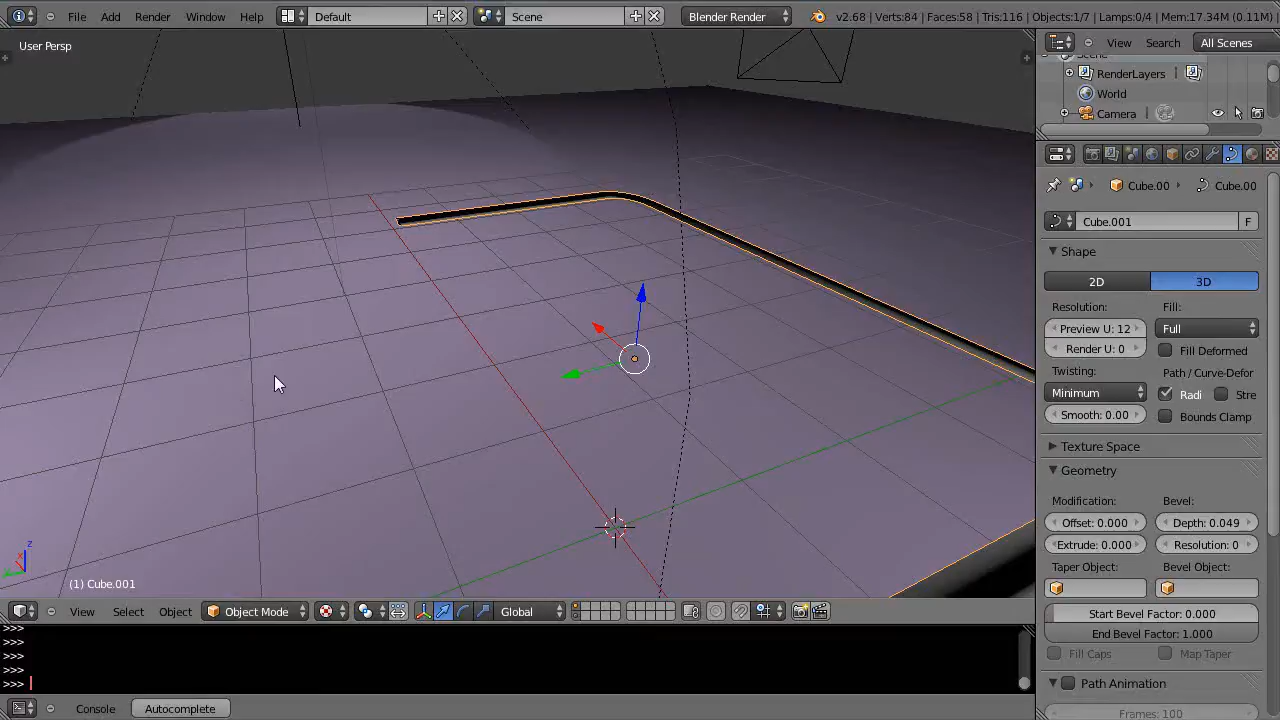 File Add Render Window Help Default Scene Blender Render v2.68 | Verts:84 | Faces:58 | Tris:116 | Objects:1/7 | Lamps:0/4 | Mem:17.34M (0.11M)
User Persp
View Search All Scenes
RenderLayers |
World
Camera
Cube.00 Cube.00
Cube.001 F
Shape
2D 3D
Resolution: Fill:
Preview U: 12 Full
Render U: 0 Fill Deformed
Twisting: Path / Curve-Defor
Minimum Radi Stre
Smooth: 0.00 Bounds Clamp
Texture Space
Geometry
Modification: Bevel:
Offset: 0.000 Depth: 0.049
Extrude: 0.000 Resolution: 0
Taper Object: Bevel Object:
Start Bevel Factor: 0.000
End Bevel Factor: 1.000
Fill Caps Map Taper
Path Animation
Frames: 100
z
x
y
(1) Cube.001
View Select Object Object Mode Global
>>>
>>>
>>>
>>>
>>>
Console Autocomplete